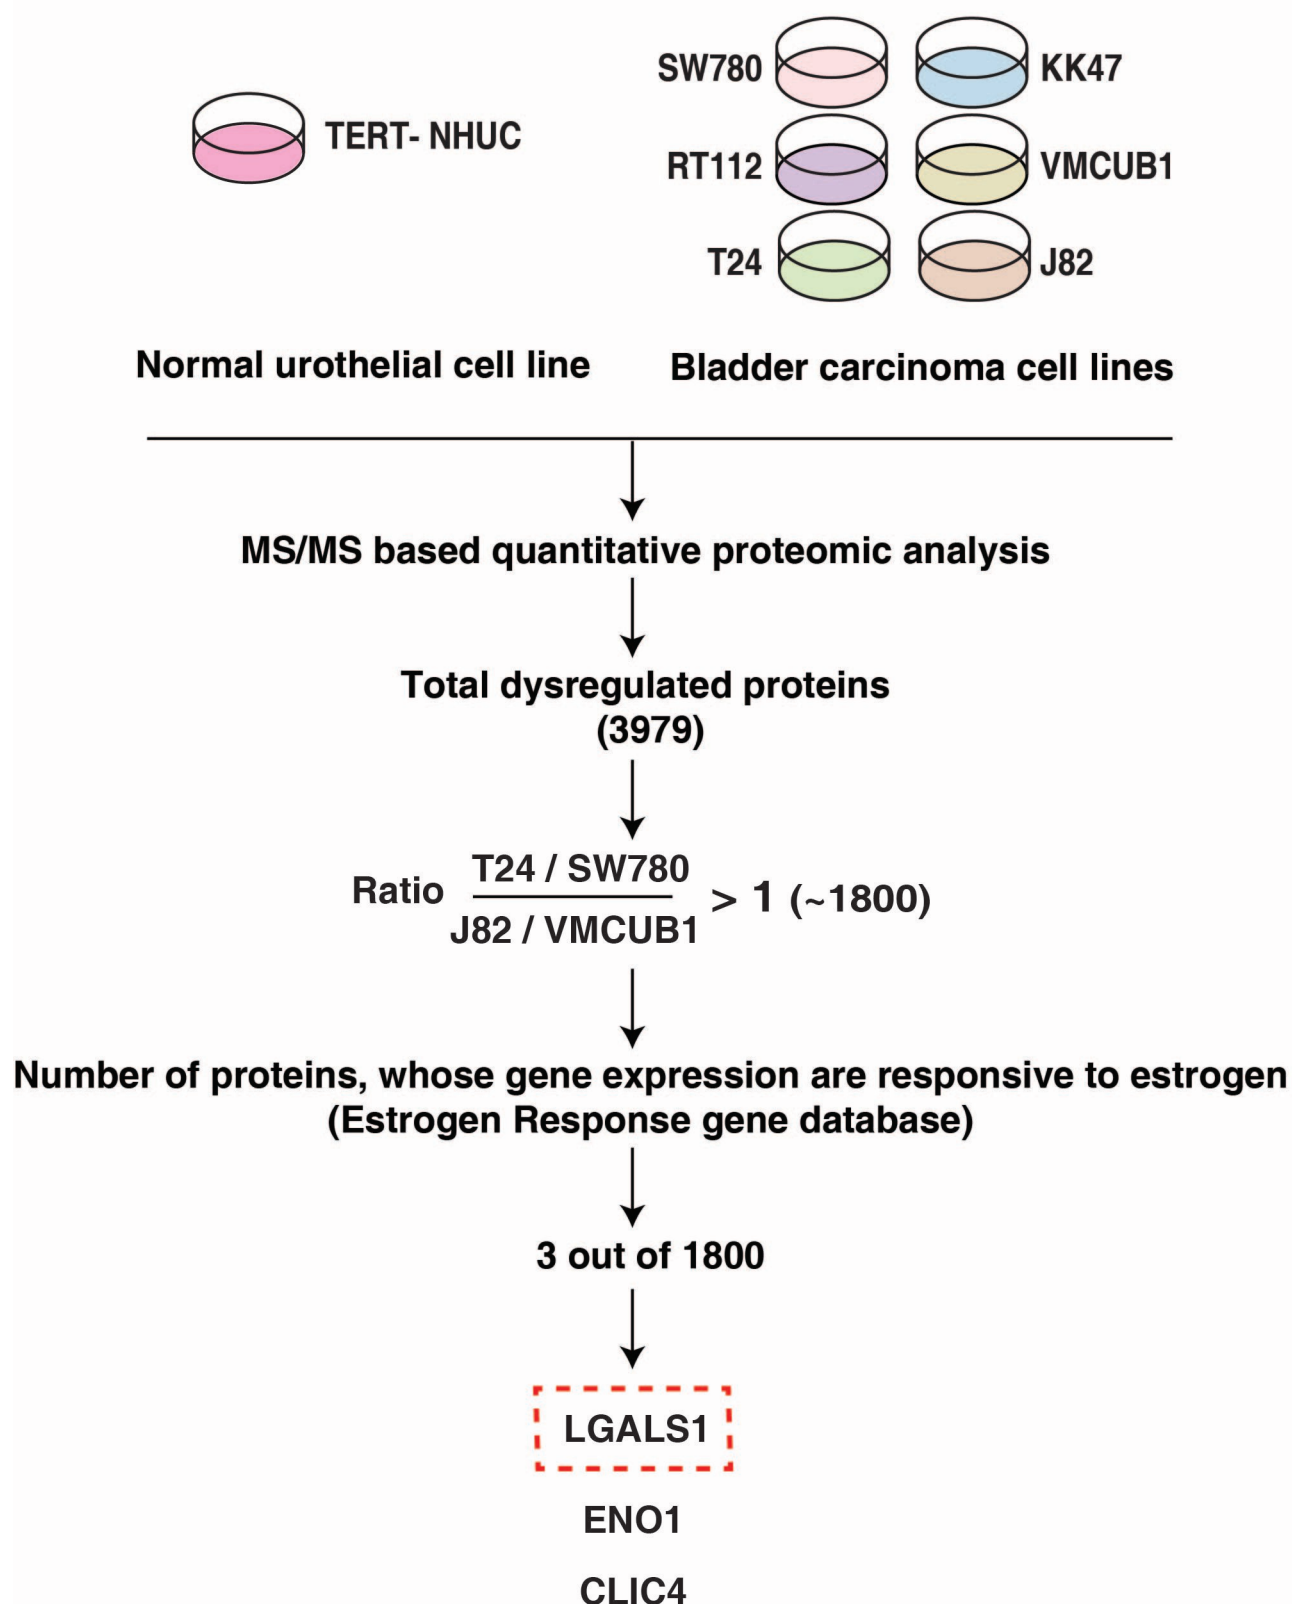 TERT- NHUC
SW780
KK47
RT112
VMCUB1
T24
J82
Normal urothelial cell line
Bladder carcinoma cell lines
MS/MS based quantitative proteomic analysis
Total dysregulated proteins
(3979)
Ratio T24 / SW780
J82 / VMCUB1 > 1 (~1800)
Number of proteins, whose gene expression are responsive to estrogen
(Estrogen Response gene database)
3 out of 1800
LGALS1
ENO1
CLIC4